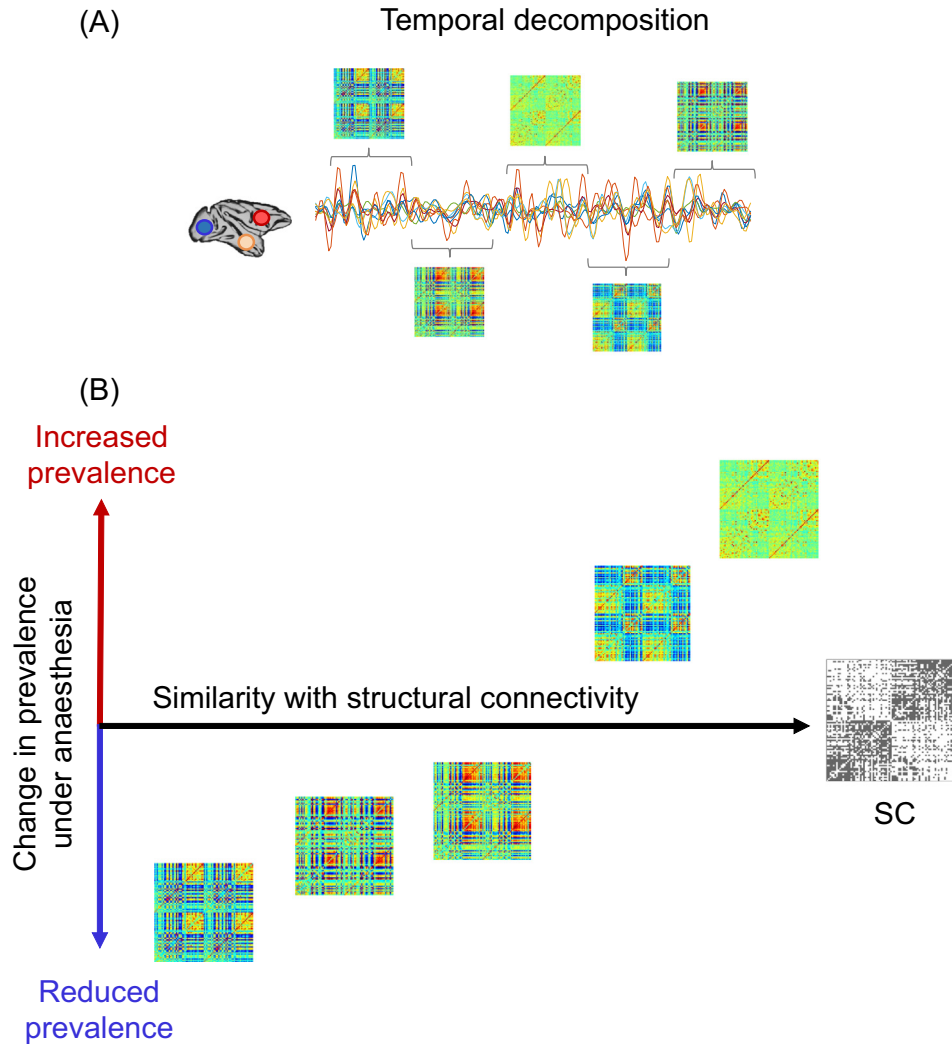 (A)
Temporal decomposition
(B)
Increased
prevalence
Change in prevalence
under anaesthesia
Similarity with structural connectivity
SC
Reduced
prevalence